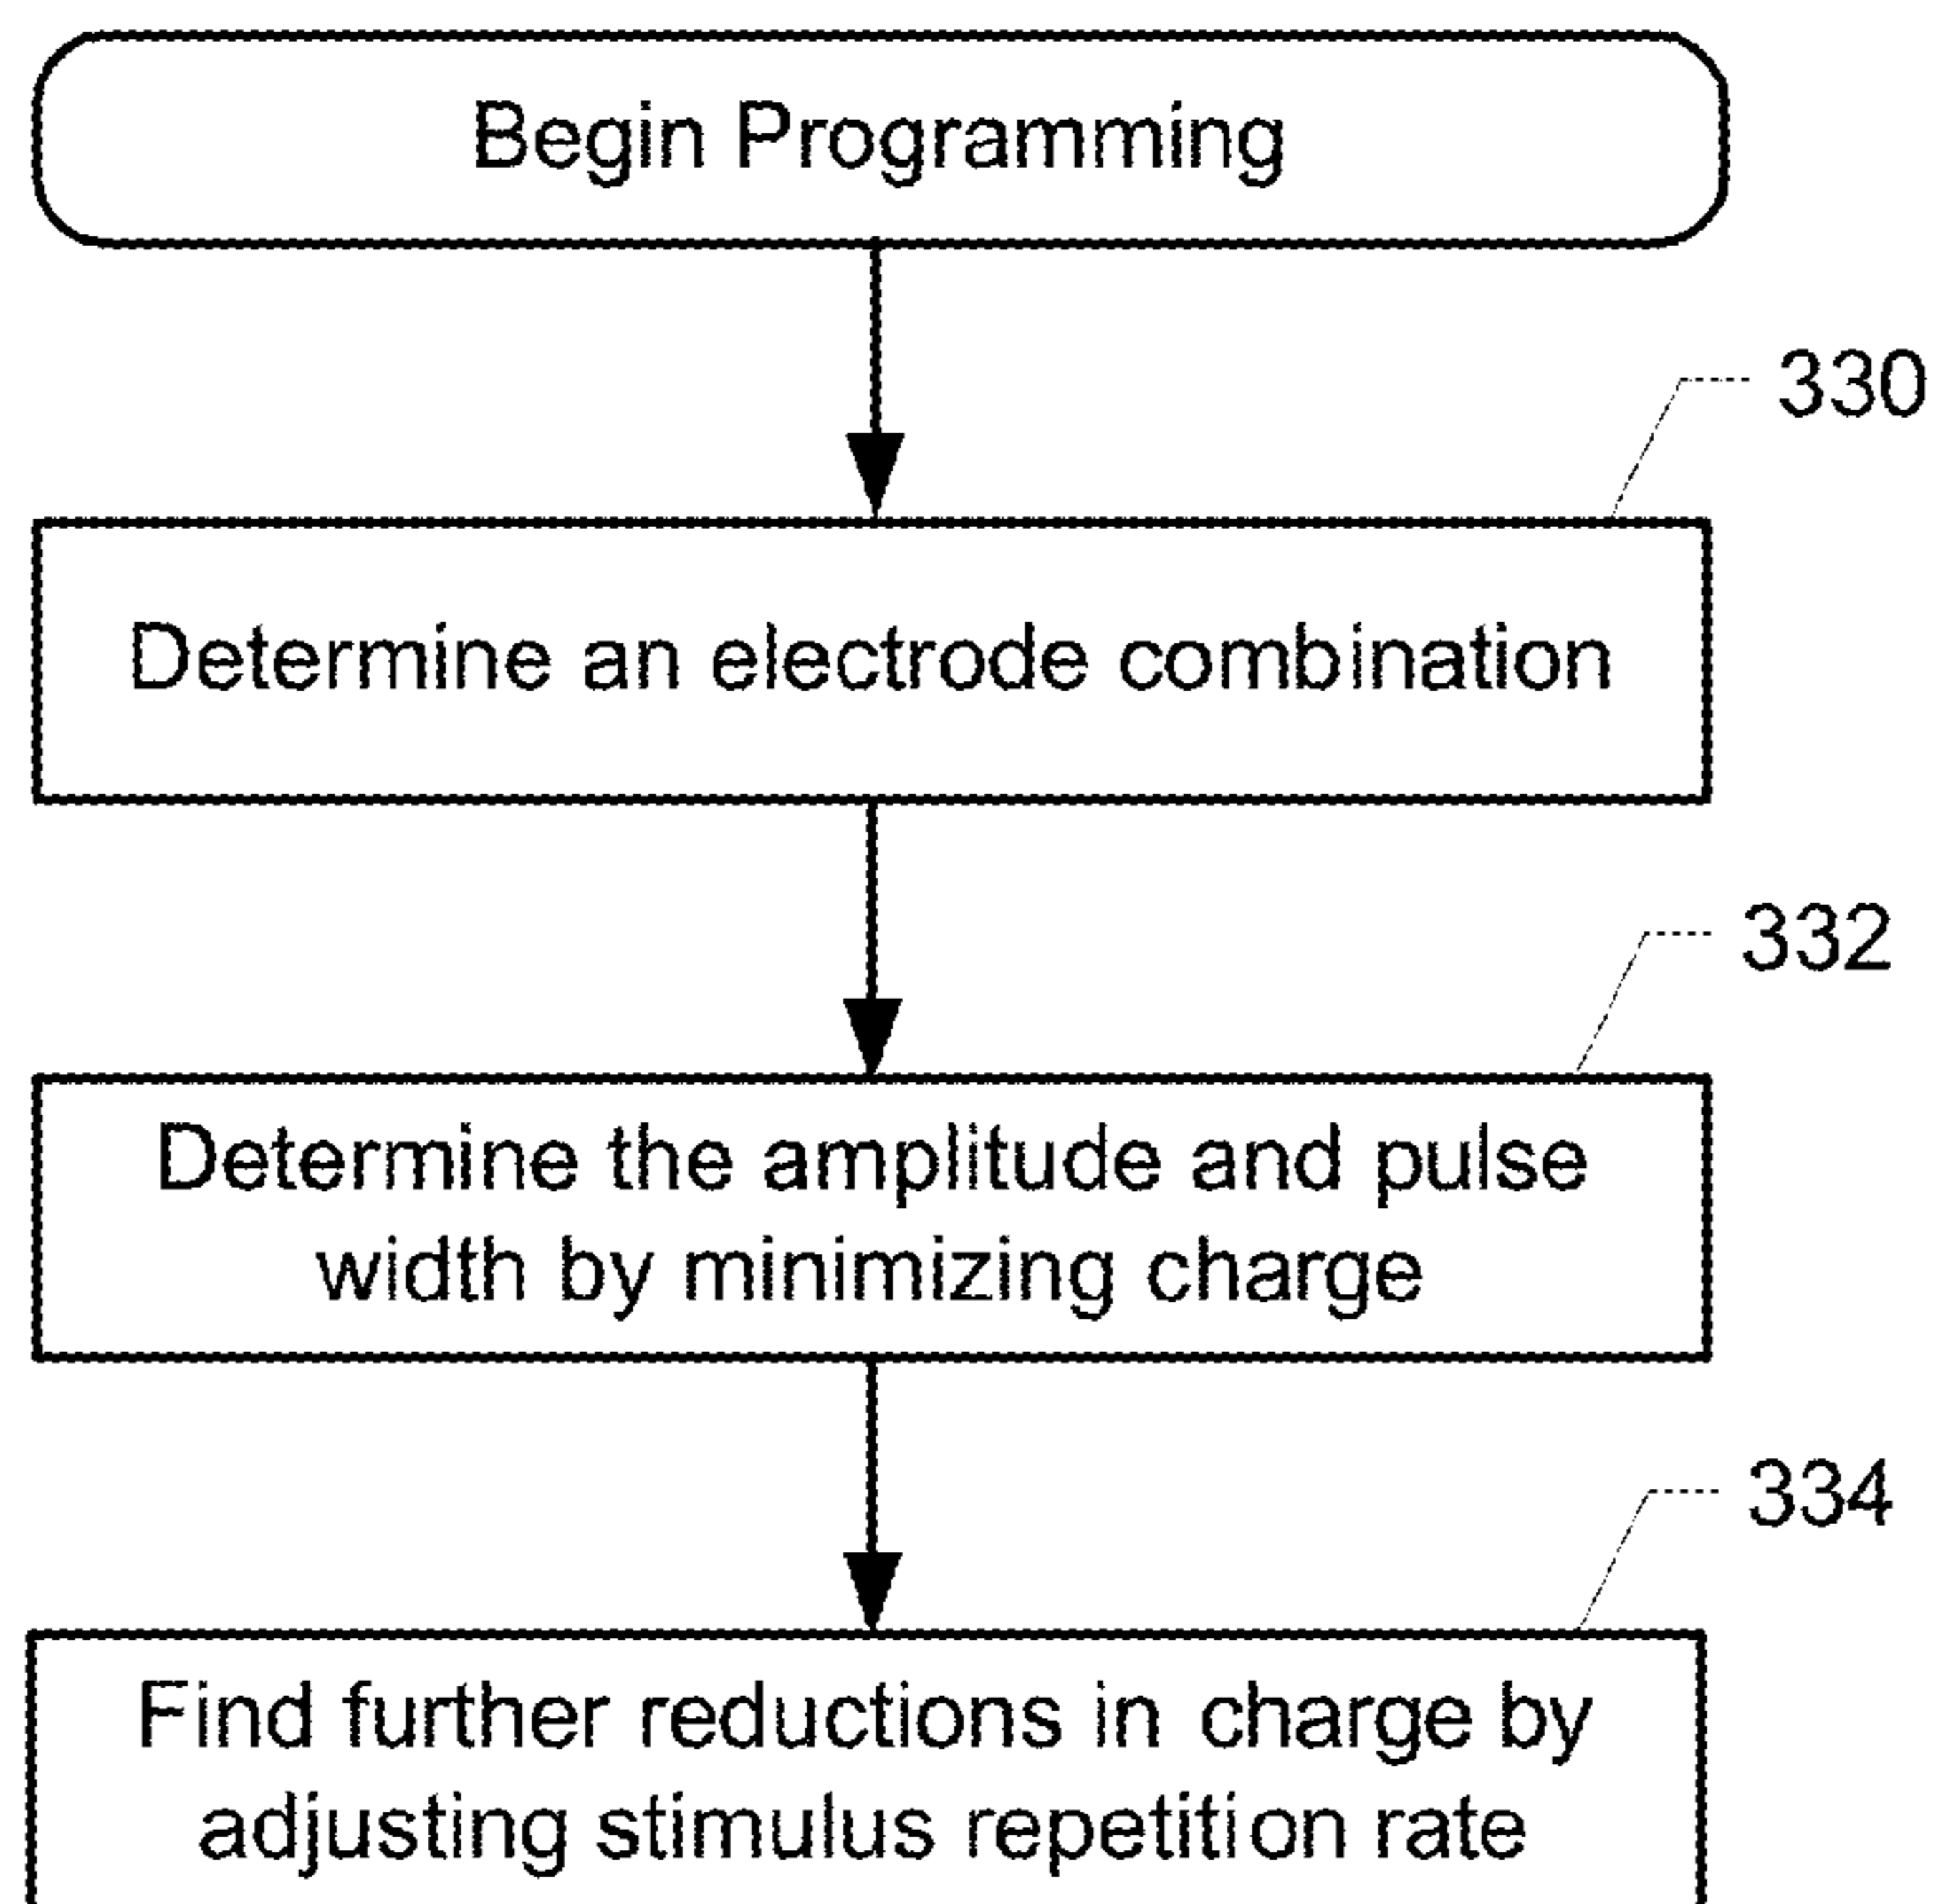 Begin Programming
330
Determine an electrode combination
332
Determine the amplitude and pulse
width by minimizing charge
334
Find further reductions in charge by
adjusting stimulus repetition rate